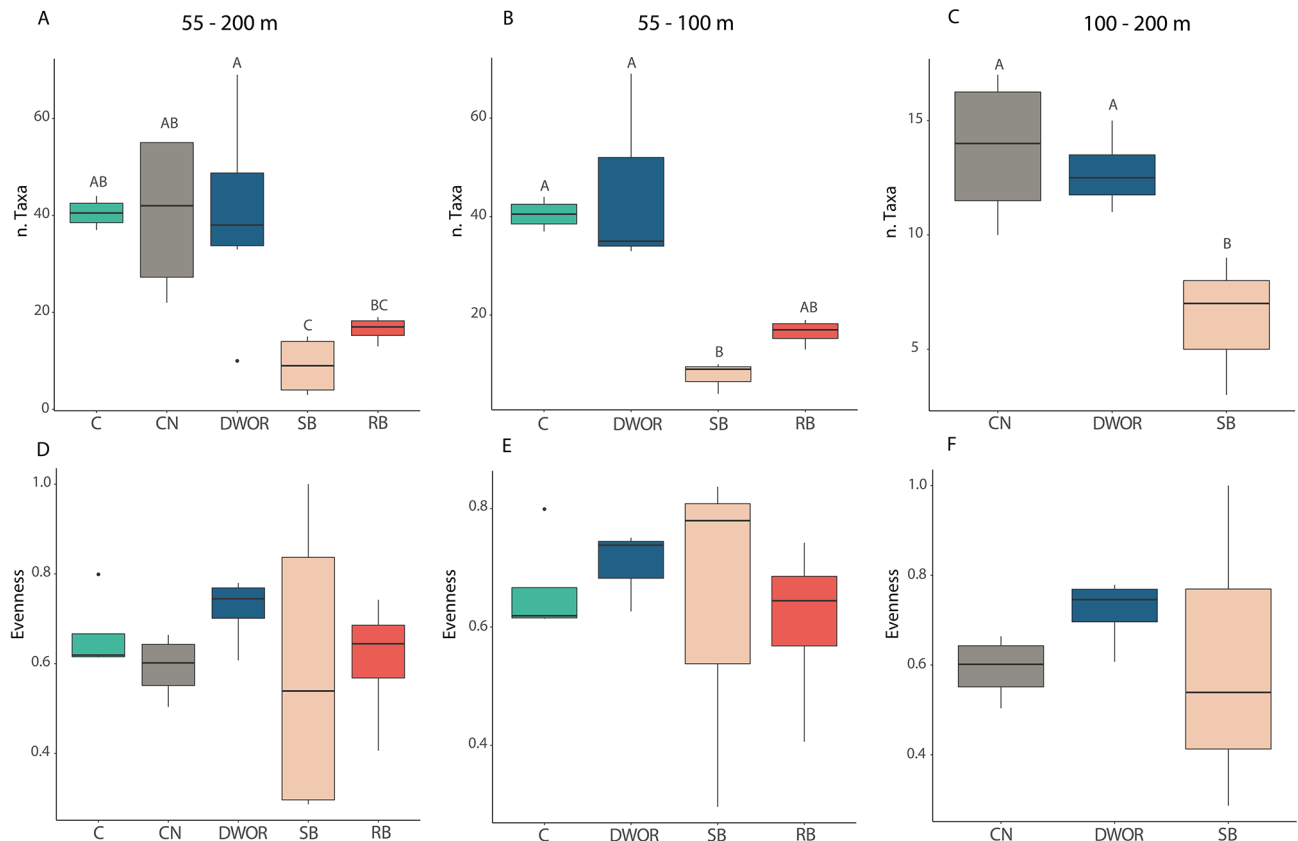 A
55 - 200 m
B
55 - 100 m
C
100 - 200 m
n. Taxa
60
40
20
0
AB
AB
A
C
BC
C
CN
DWOR
SB
RB
n. Taxa
60
40
20
A
A
B
AB
C
DWOR
SB
RB
n. Taxa
15
10
5
A
A
B
CN
DWOR
SB
D
Evenness
1.0
0.8
0.6
0.4
C
CN
DWOR
SB
RB
E
Evenness
0.8
0.6
0.4
C
DWOR
SB
RB
F
Evenness
1.0
0.8
0.6
0.4
CN
DWOR
SB